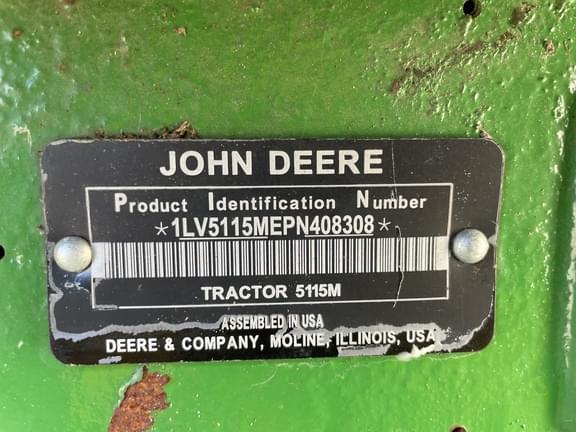 JOHN DEERE
Product Identification Number
*1LV5115MEPN408308*
TRACTOR 5115M
ASSEMBLED IN USA
DEERE & COMPANY, MOLINE, ILLINOIS, USA